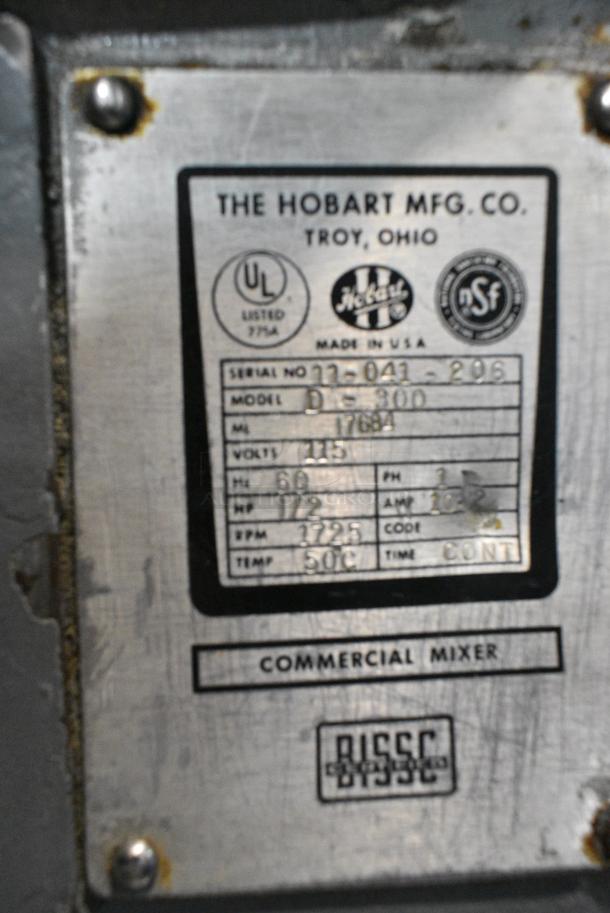 THE HOBART MFG. CO.
TROY, OHIO
UL
LISTED
775A
H
Hobart
nsf
MADE IN U S A
SERIAL NO 11-041-206
MODEL D-300
ML 17684
VOLTS 115
Hz 60 PH 1
HP 1/2 AMP
RPM 1725 CODE
TEMP 50C TIME CONT
COMMERCIAL MIXER
BISSC